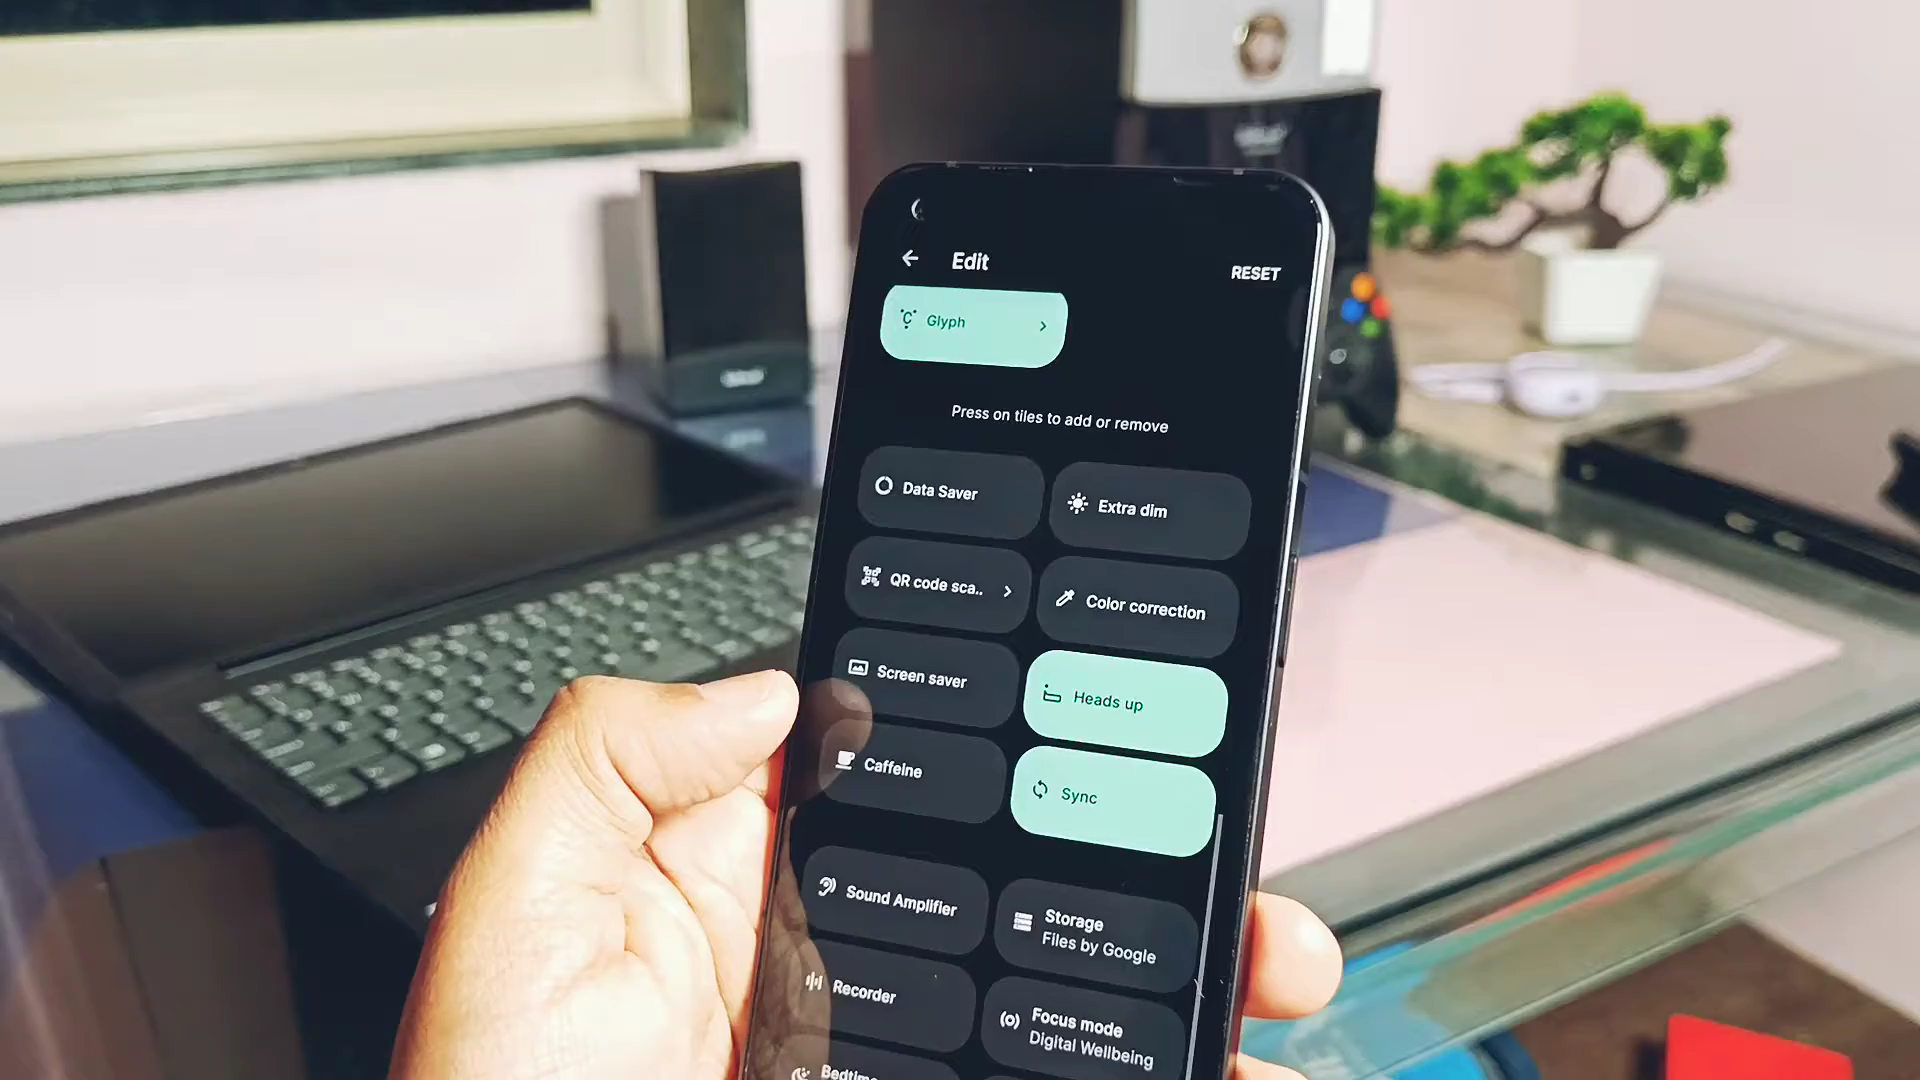 Edit
RESET
Glyph
Press on tiles to add or remove
Data Saver
Extra dim
QR code sca..
Color correction
Screen saver
Heads up
Caffeine
Sync
Sound Amplifier
Storage
Files by Google
Recorder
Focus mode
Digital Wellbeing